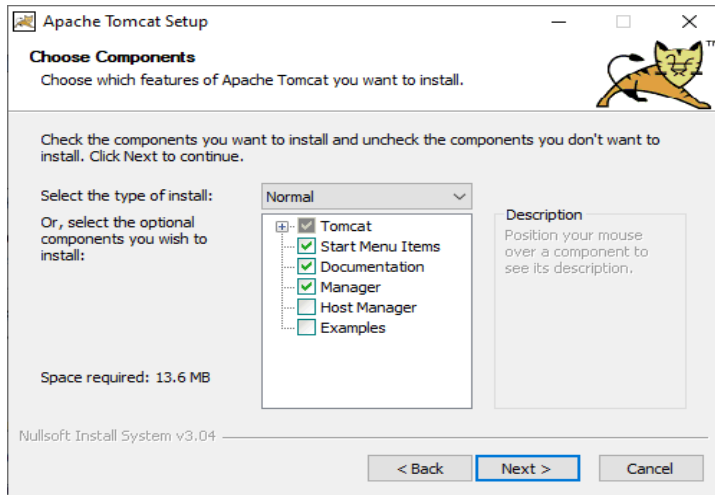 Apache Tomcat Setup
Choose Components
Choose which features of Apache Tomcat you want to install.
TM
Check the components you want to install and uncheck the components you don't want to
install. Click Next to continue.
Select the type of install:
Normal
Or, select the optional
components you wish to
install:
Tomcat
Start Menu Items
Documentation
Manager
Host Manager
Examples
Description
Position your mouse
over a component to
see its description.
Space required: 13.6 MB
Nullsoft Install System v3.04
< Back
Next >
Cancel